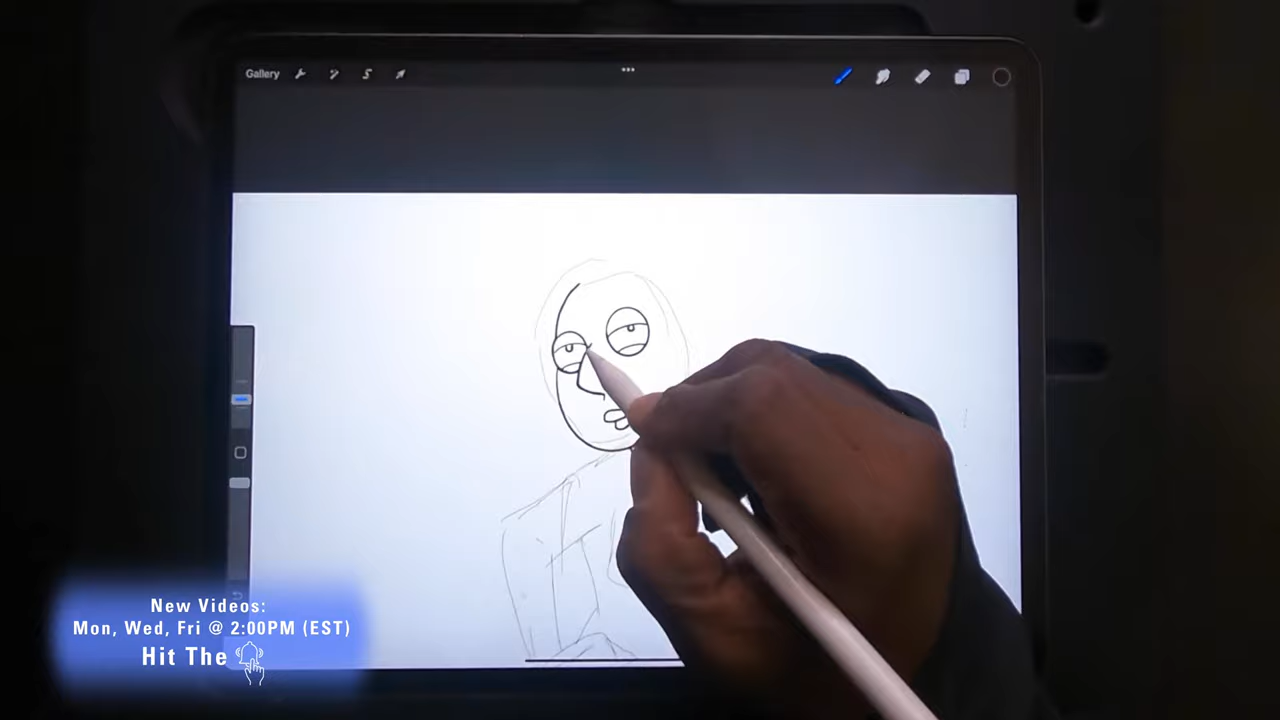 Gallery
New Videos:
Mon, Wed, Fri @ 2:00PM (EST)
Hit The